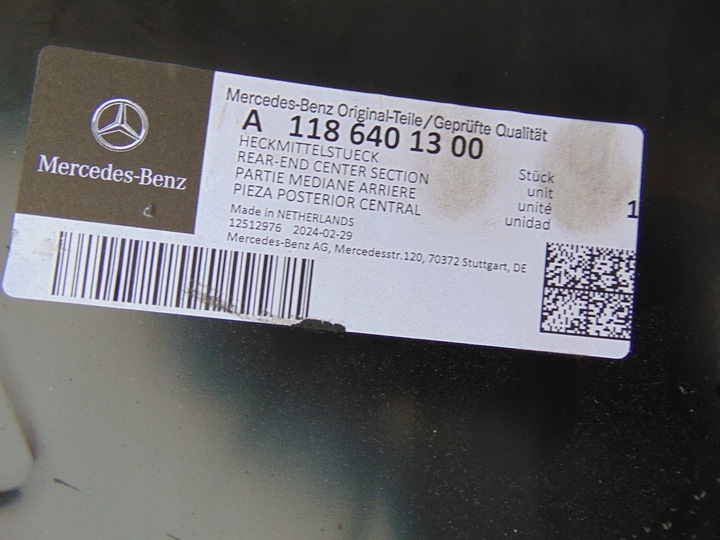 Mercedes-Benz
Mercedes-Benz Original-Teile/Geprüfte Qualität
A 118 640 13 00
HECKMITTELSTUECK
REAR-END CENTER SECTION
PARTIE MEDIANE ARRIERE
PIEZA POSTERIOR CENTRAL
Stück
unit
unité
unidad
1
Made in NETHERLANDS
12512976 2024-02-29
Mercedes-Benz AG, Mercedesstr.120, 70372 Stuttgart, DE